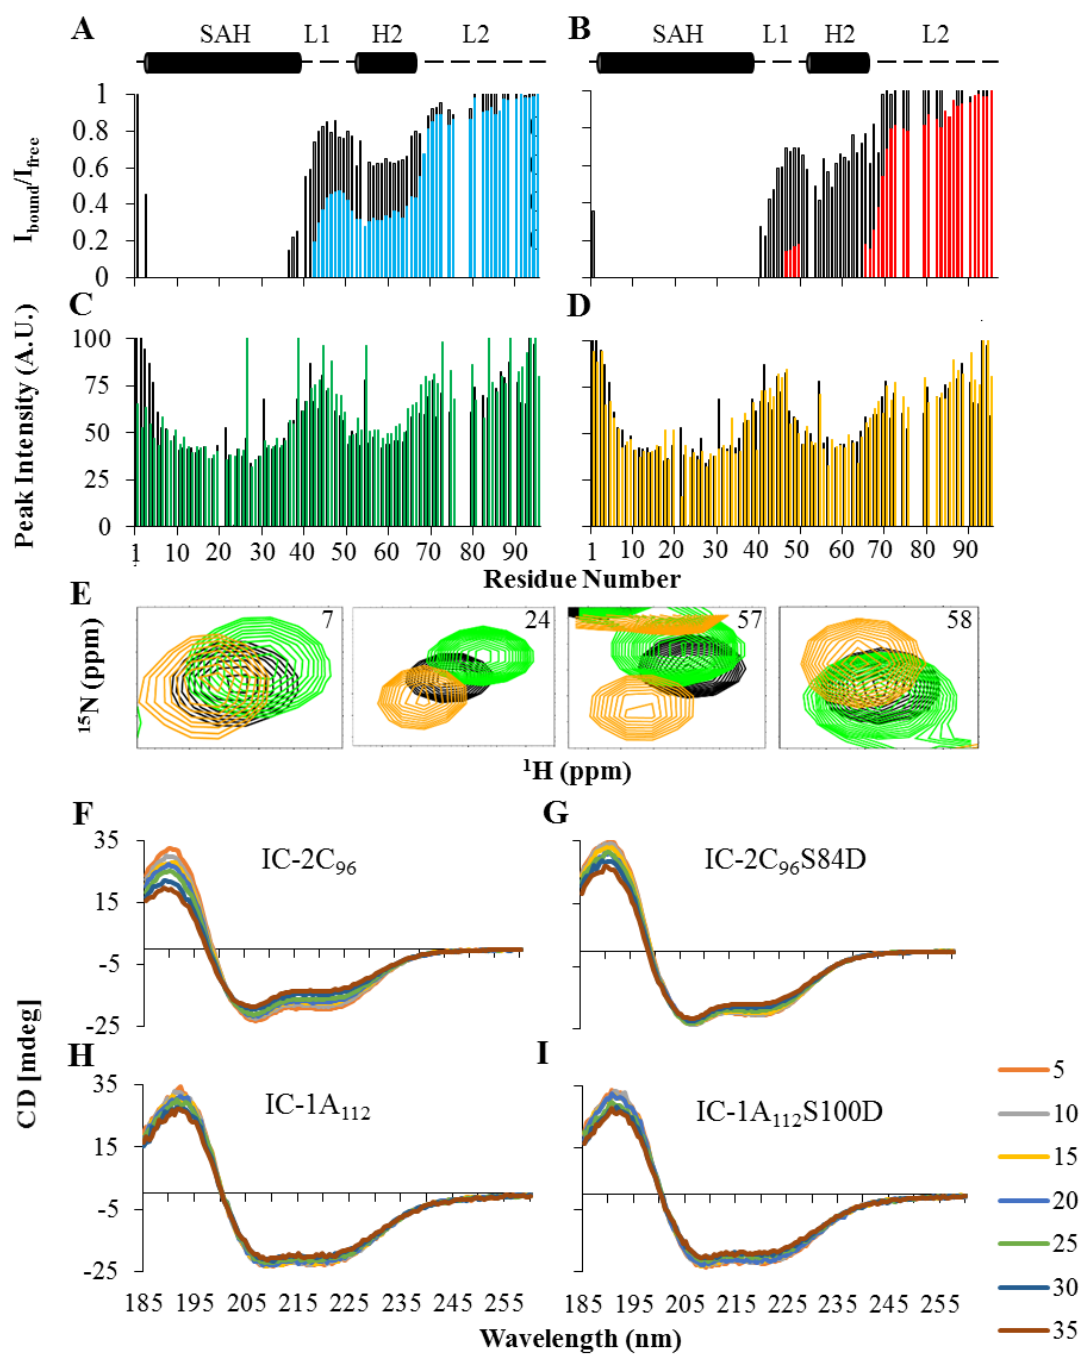 A
B
SAH L1 H2 L2
SAH L1 H2 L2
I_bound/I_free
1
0.8
0.6
0.4
0.2
0
C
D
Peak Intensity (A.U.)
100
75
50
25
0
1 10 20 30 40 50 60 70 80 90
1 10 20 30 40 50 60 70 80 90
Residue Number
E
7
24
57
58
¹⁵N (ppm)
¹H (ppm)
F
G
35
15
-5
-25
IC-2C₉₆
IC-2C₉₆S84D
H
I
CD [mdeg]
35
15
-5
-25
IC-1A₁₁₂
IC-1A₁₁₂S100D
185 195 205 215 225 235 245 255
185 195 205 215 225 235 245 255
Wavelength (nm)
5
10
15
20
25
30
35